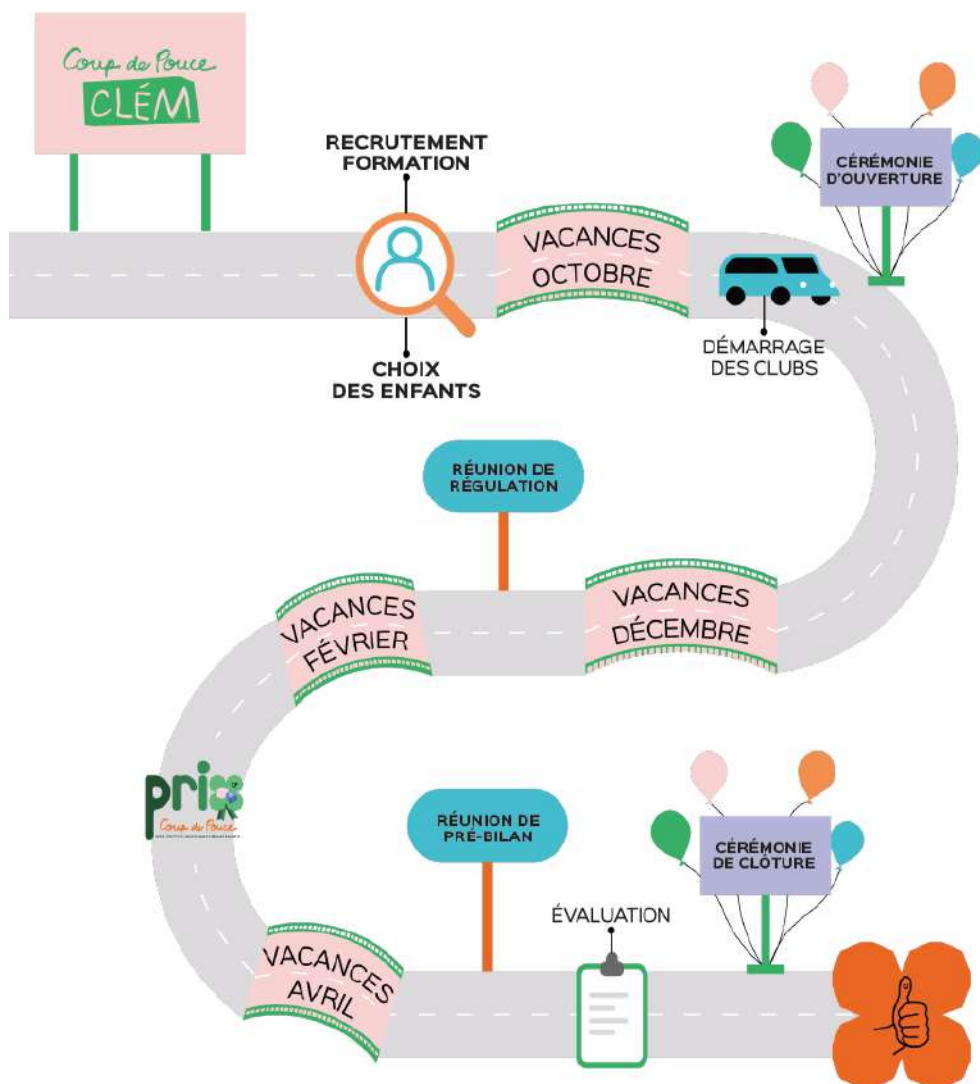 Coup de Pouce
CLÉM
RECRUTEMENT
FORMATION
CÉRÉMONIE
D'OUVERTURE
VACANCES
OCTOBRE
CHOIX
DES ENFANTS
DÉMARRAGE
DES CLUBS
RÉUNION DE
RÉGULATION
VACANCES
DÉCEMBRE
VACANCES
FÉVRIER
prix
Coup de Pouce
RÉUNION DE
PRÉ-BILAN
CÉRÉMONIE
DE CLÔTURE
ÉVALUATION
VACANCES
AVRIL